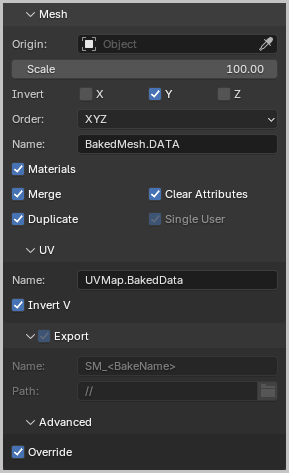 Mesh
Origin: Object
Scale 100.00
Invert X Y Z
Order: XYZ
Name: BakedMesh.DATA
Materials
Merge Clear Attributes
Duplicate Single User
UV
Name: UVMap.BakedData
Invert V
Export
Name: SM_<BakeName>
Path: //
Advanced
Override